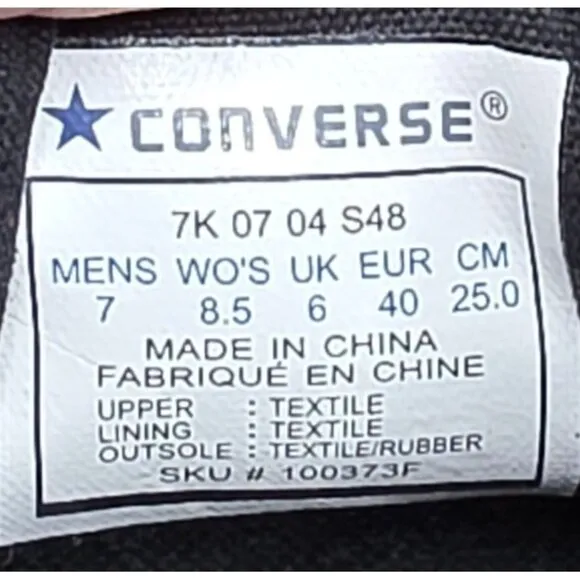 CONVERSE®
7K 07 04 S48
MENS WO'S UK EUR CM
7 8.5 6 40 25.0
MADE IN CHINA
FABRIQUÉ EN CHINE
UPPER : TEXTILE
LINING : TEXTILE
OUTSOLE : TEXTILE/RUBBER
SKU # 100373F